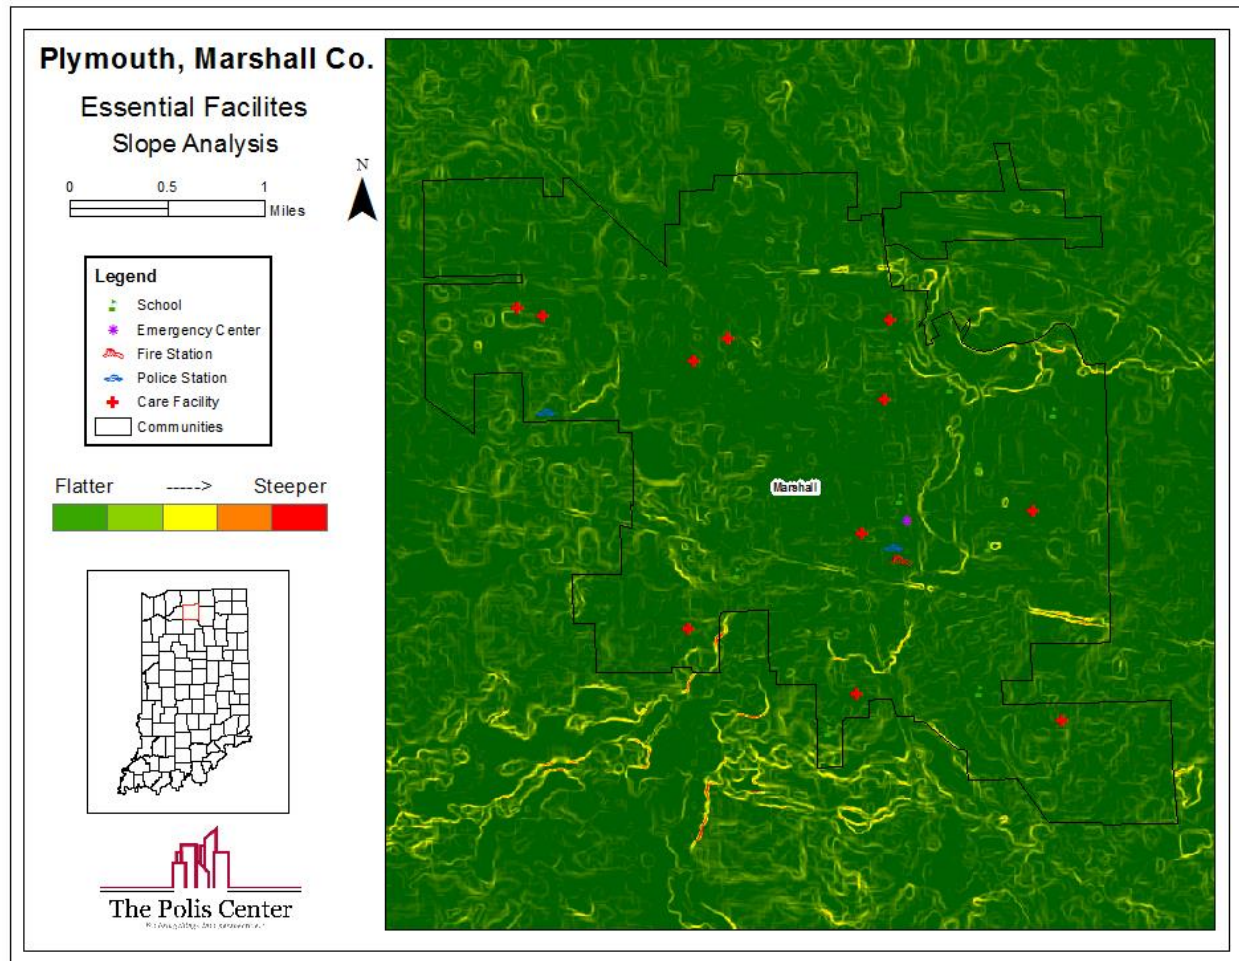 Plymouth, Marshall Co.
Essential Facilites
Slope Analysis
N
0 0.5 1
Miles
Legend
School
Emergency Center
Fire Station
Police Station
Care Facility
Communities
Flatter -----> Steeper
Marshall
The Polis Center